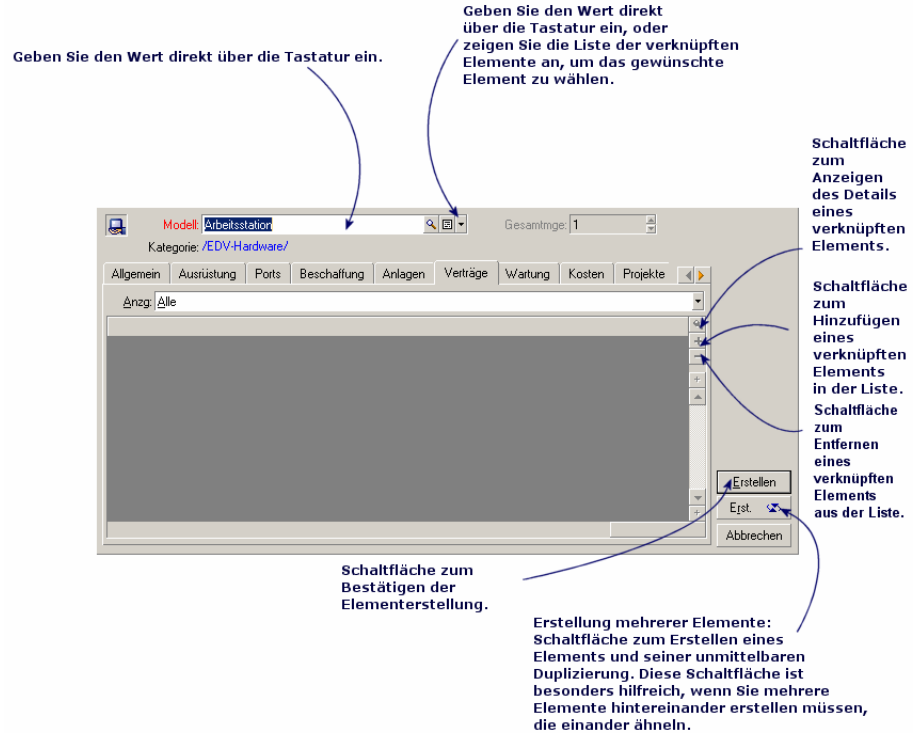 Geben Sie den Wert direkt
über die Tastatur ein, oder
zeigen Sie die Liste der verknüpften
Elemente an, um das gewünschte
Element zu wählen.
Geben Sie den Wert direkt über die Tastatur ein.
Schaltfläche
zum
Anzeigen
des Details
eines
verknüpften
Elements.
Modell: Arbeitsstation
Gesamtmge: 1
Kategorie: /EDV-Hardware/
Allgemein Ausrüstung Ports Beschaffung Anlagen Verträge Wartung Kosten Projekte
Anzg: Alle
Schaltfläche
zum
Hinzufügen
eines
verknüpften
Elements
in der Liste.
Schaltfläche
zum
Entfernen
eines
verknüpften
Elements
aus der Liste.
Erstellen
Erst.
Abbrechen
Schaltfläche zum
Bestätigen der
Elementerstellung.
Erstellung mehrerer Elemente:
Schaltfläche zum Erstellen eines
Elements und seiner unmittelbaren
Duplizierung. Diese Schaltfläche ist
besonders hilfreich, wenn Sie mehrere
Elemente hintereinander erstellen müssen,
die einander ähneln.